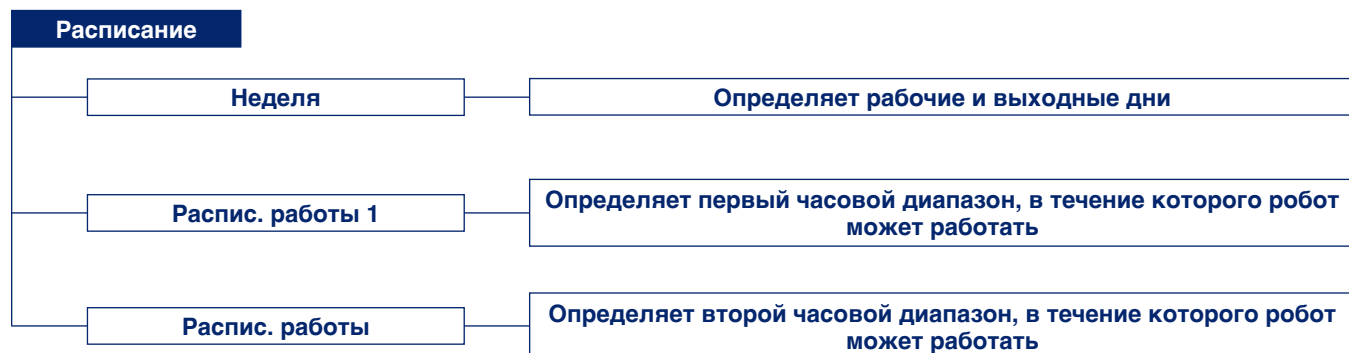 Расписание
Неделя
Определяет рабочие и выходные дни
Распис. работы 1
Определяет первый часовой диапазон, в течение которого робот
может работать
Распис. работы
Определяет второй часовой диапазон, в течение которого робот
может работать